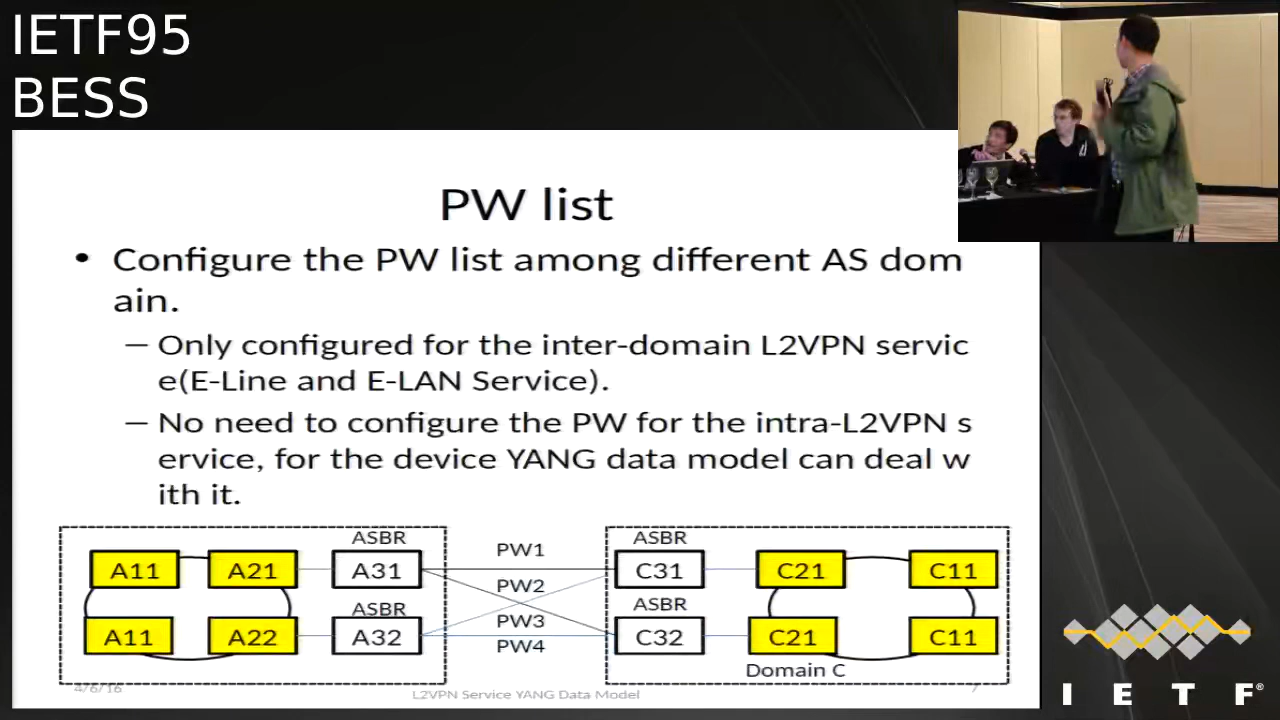 IETF95
BESS
PW list
• Configure the PW list among different AS dom
ain.
– Only configured for the inter-domain L2VPN servic
e(E-Line and E-LAN Service).
– No need to configure the PW for the intra-L2VPN s
ervice, for the device YANG data model can deal w
ith it.
ASBR PW1 ASBR
A11 A21 A31 C31 C21 C11
PW2
ASBR PW3 ASBR
A11 A22 A32 C32 C21 C11
PW4
Domain C
4/6/16 L2VPN Service YANG Data Model 7
I E T F®